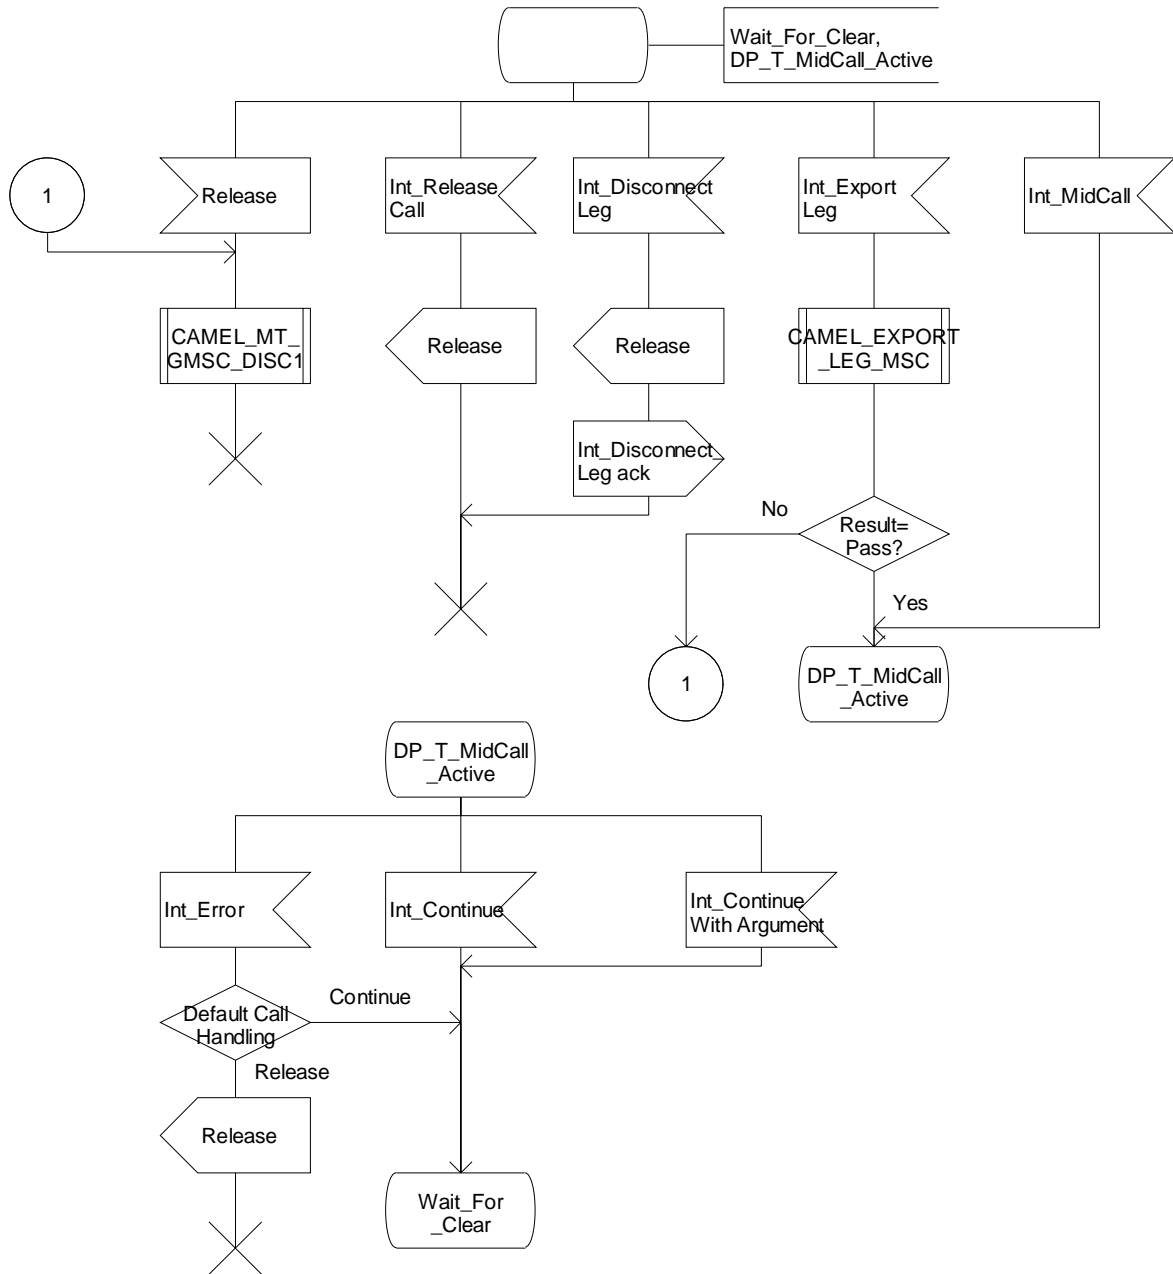 Wait_For_Clear,
DP_T_MidCall_Active
1
Release
Int_Release
Call
Int_Disconnect
Leg
Int_Export
Leg
Int_MidCall
CAMEL_MT_
GMSC_DISC1
Release
Release
CAMEL_EXPORT
_LEG_MSC
Int_Disconnect_
Leg ack
No
Result=
Pass?
Yes
1
DP_T_MidCall
_Active
DP_T_MidCall
_Active
Int_Error
Int_Continue
Int_Continue
With Argument
Default Call
Handling
Continue
Release
Release
Wait_For
_Clear